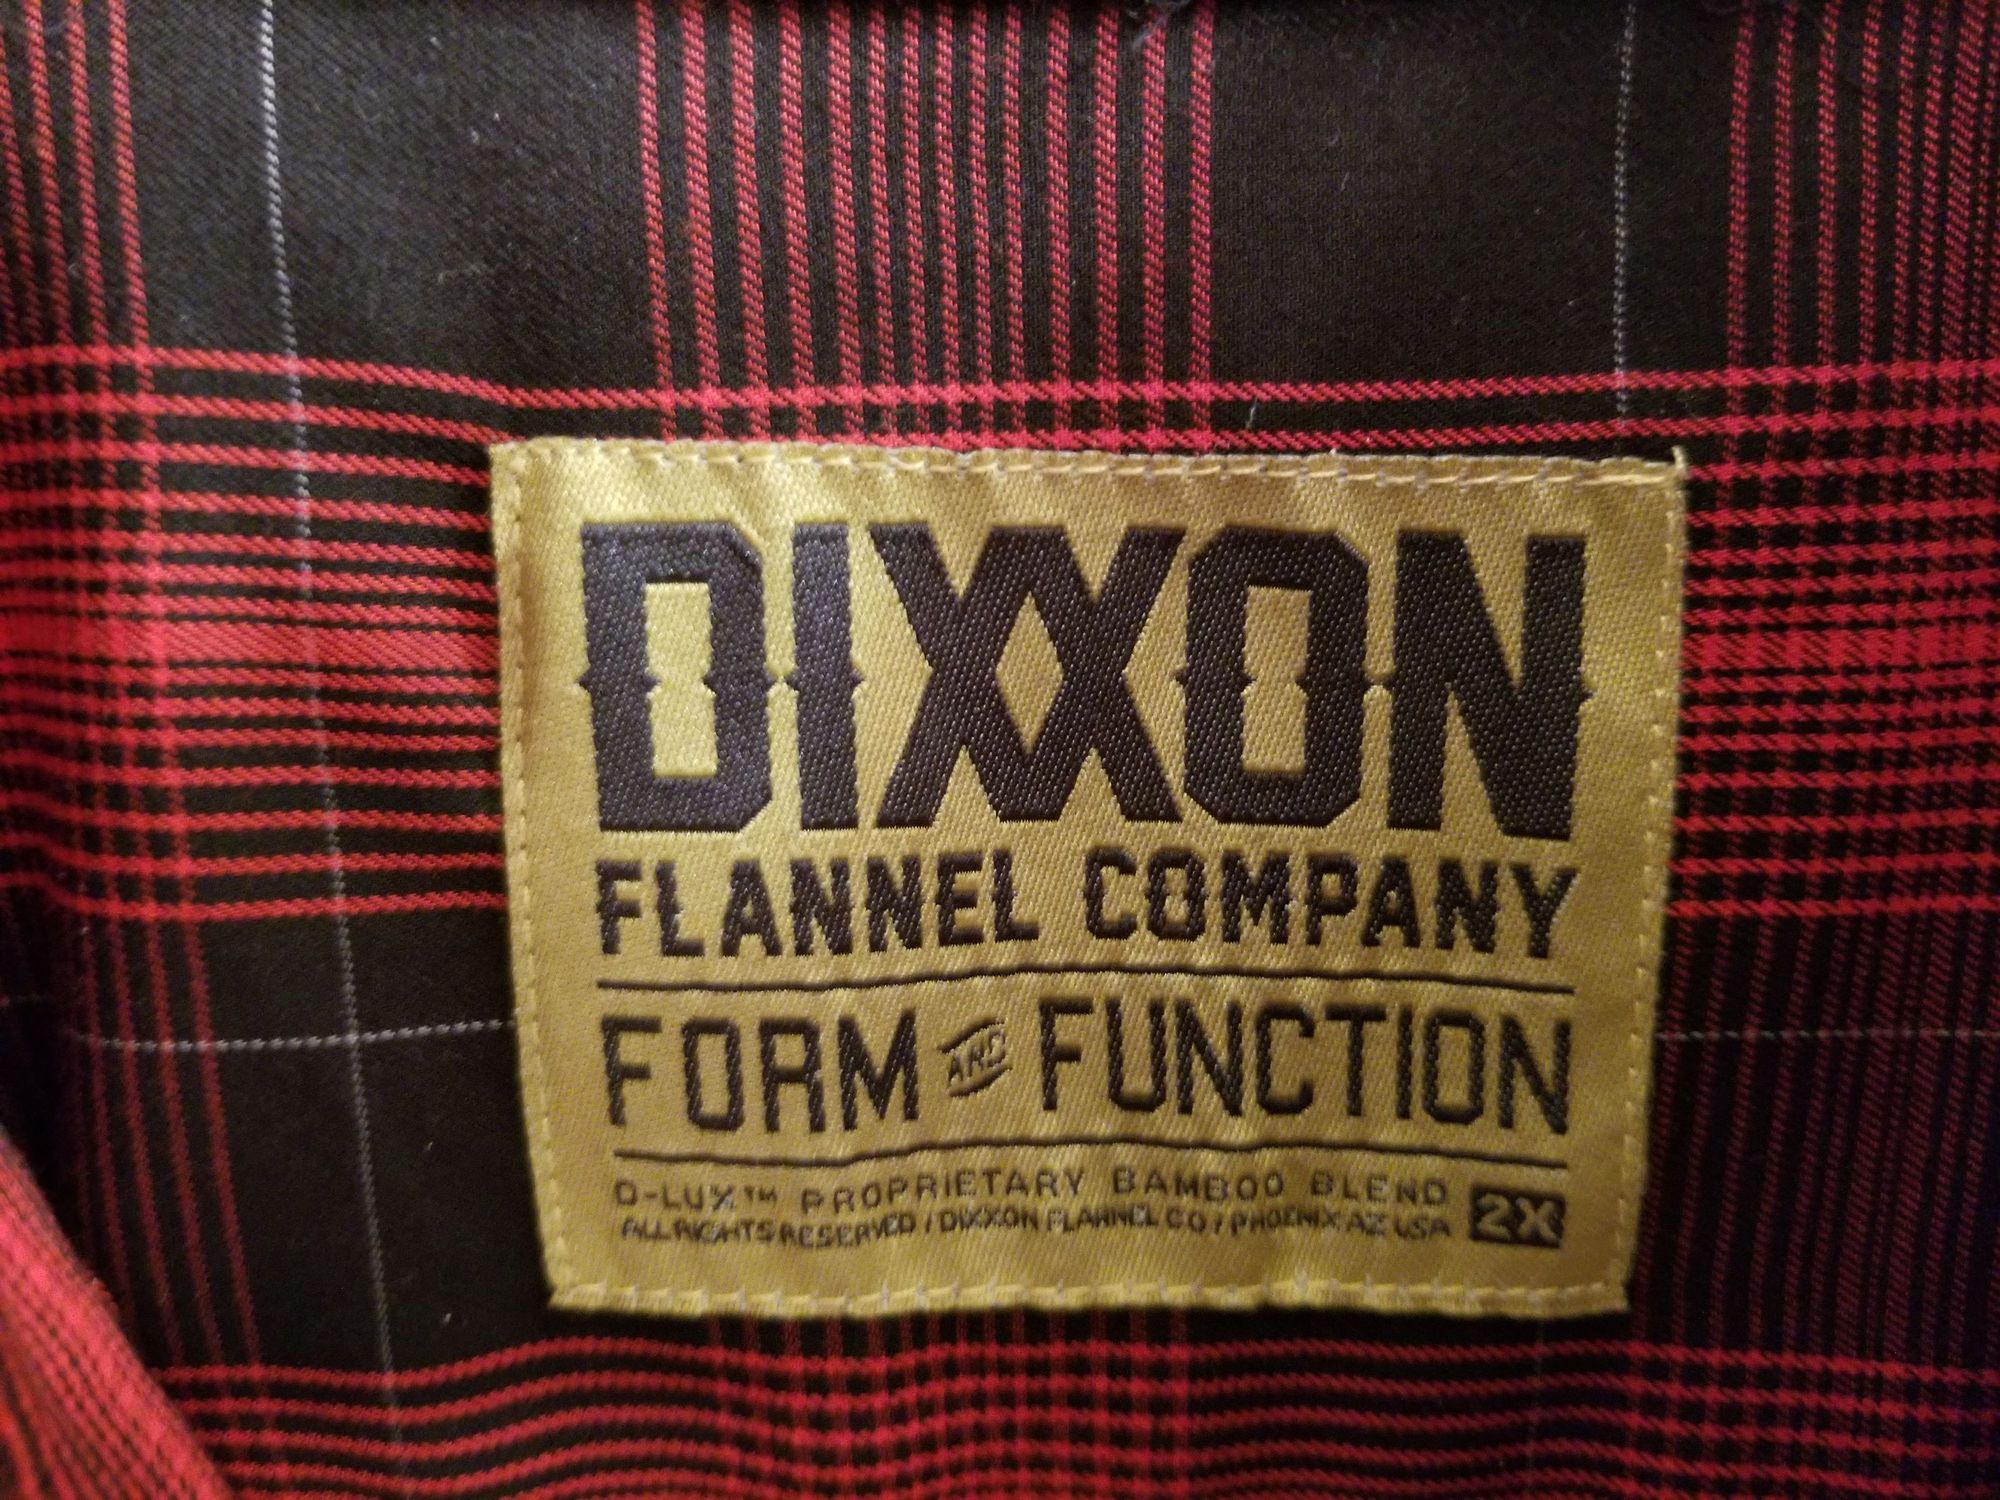 DIXXON
FLANNEL COMPANY
FORM AND FUNCTION
D-LUX™ PROPRIETARY BAMBOO BLEND
ALL RIGHTS RESERVED / DIXXON FLANNEL CO / PHOENIX AZ USA
2X